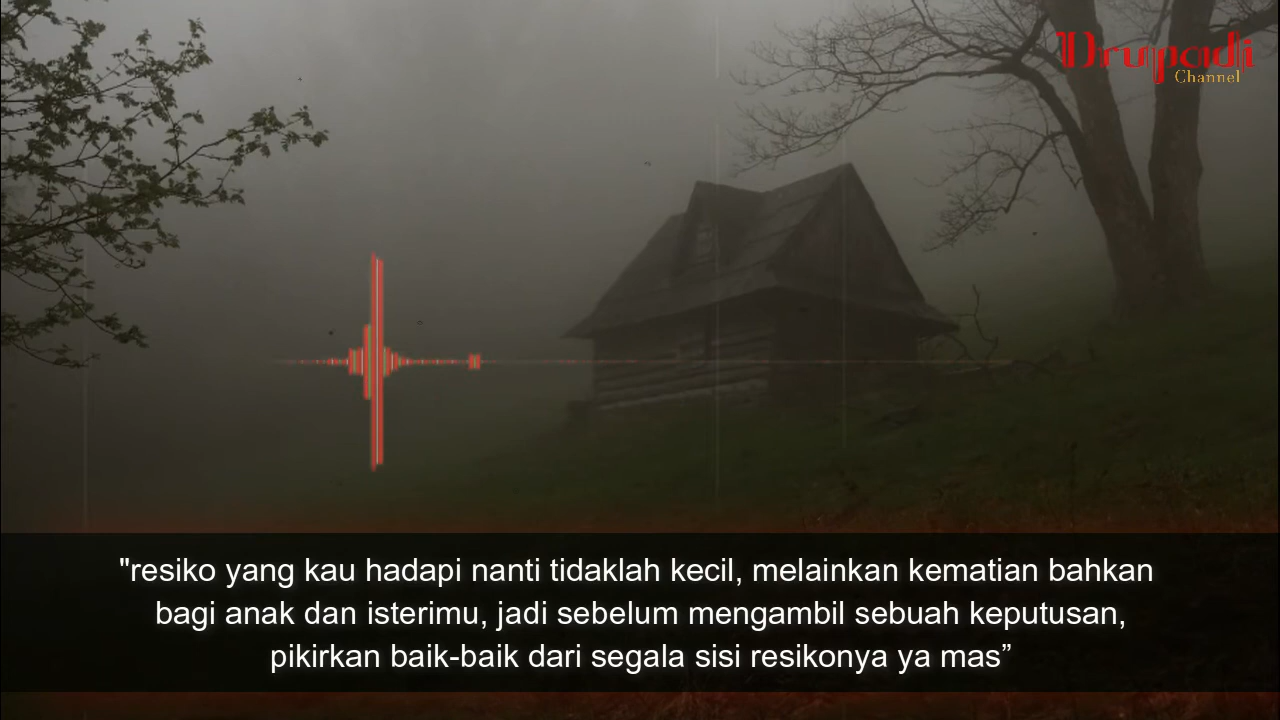 Drupadi
Channel
"resiko yang kau hadapi nanti tidaklah kecil, melainkan kematian bahkan
bagi anak dan isterimu, jadi sebelum mengambil sebuah keputusan,
pikirkan baik-baik dari segala sisi resikonya ya mas”